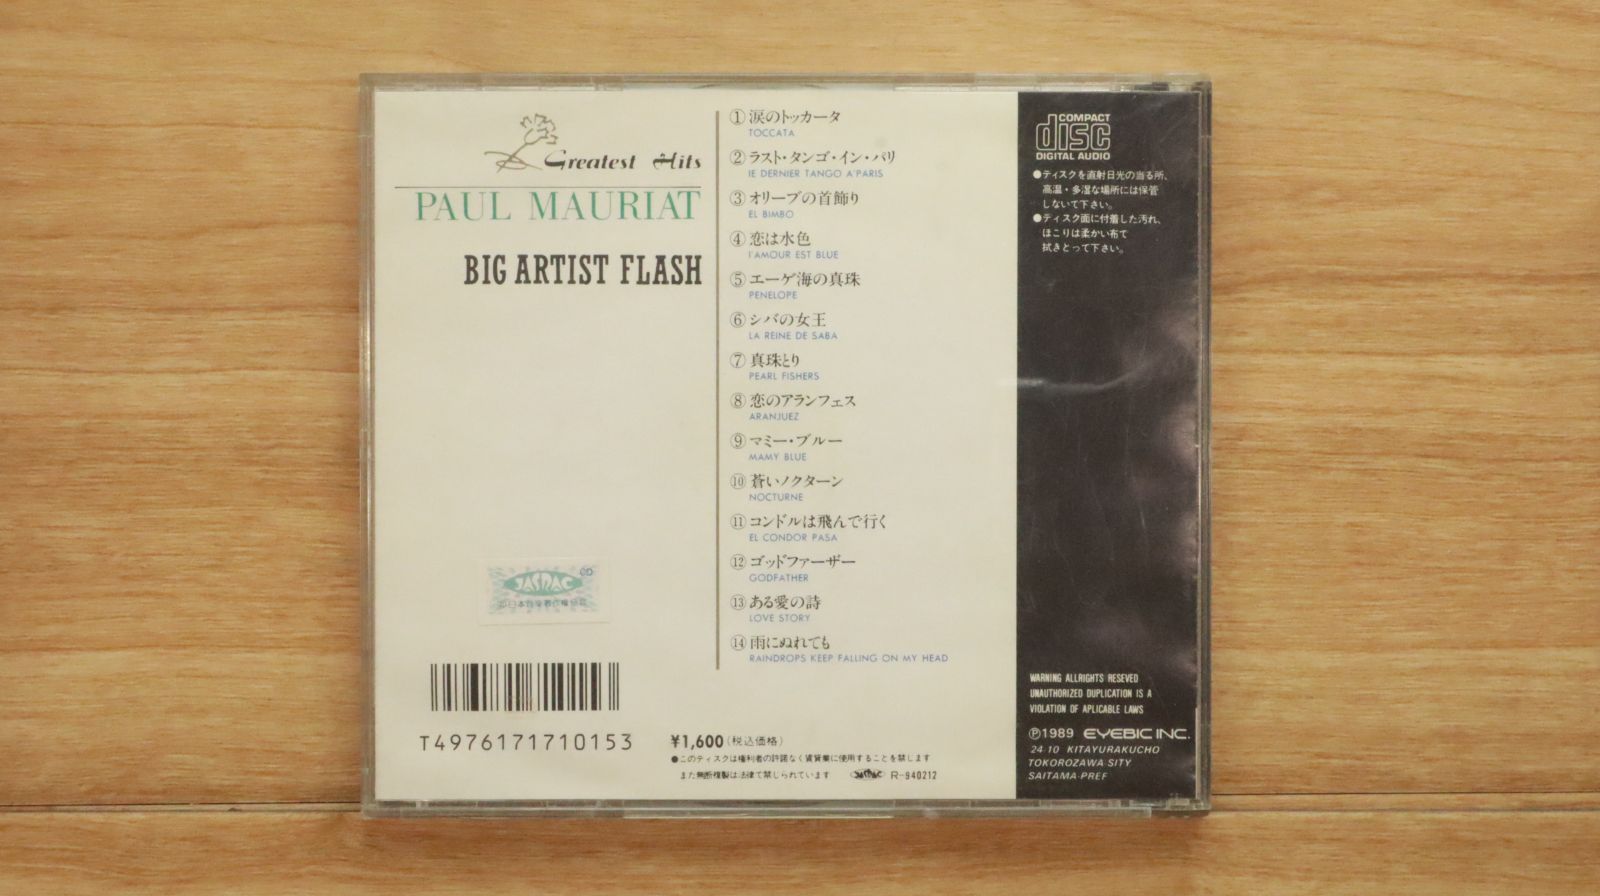 Greatest Hits
PAUL MAURIAT
BIG ARTIST FLASH
①涙のトッカータ
TOCCATA
②ラスト・タンゴ・イン・パリ
lE DERNIER TANGO A'PARIS
③オリーブの首飾り
EL BIMBO
④恋は水色
l'AMOUR EST BLUE
⑤エーゲ海の真珠
PENELOPE
⑥シバの女王
LA REINE DE SABA
⑦真珠とり
PEARL FISHERS
⑧恋のアランフェス
ARANJUEZ
⑨マミー・ブルー
MAMY BLUE
⑩蒼いノクターン
NOCTURNE
⑪コンドルは飛んで行く
EL CONDOR PASA
⑫ゴッドファーザー
GODFATHER
⑬ある愛の詩
LOVE STORY
⑭雨にぬれても
RAINDROPS KEEP FALLING ON MY HEAD
JASRAC
T4976171710153
¥1,600(税込価格)
●このディスクは権利者の許諾なく賃貸業に使用することを禁じます
また無断複製は法律で禁じられています JASRAC R-940212
COMPACT
disc
DIGITAL AUDIO
●ディスクを直射日光の当る所、
高温・多湿な場所には保管
しないで下さい。
●ディスク面に付着した汚れ、
ほこりは柔かい布で
拭きとって下さい。
WARNING ALLRIGHTS RESEVED
UNAUTHORIZED DUPLICATION IS A
VIOLATION OF APLICABLE LAWS
Ⓟ1989 EYEBIC INC.
24-10 KITAYURAKUCHO
TOKOROZAWA-SITY
SAITAMA-PREF